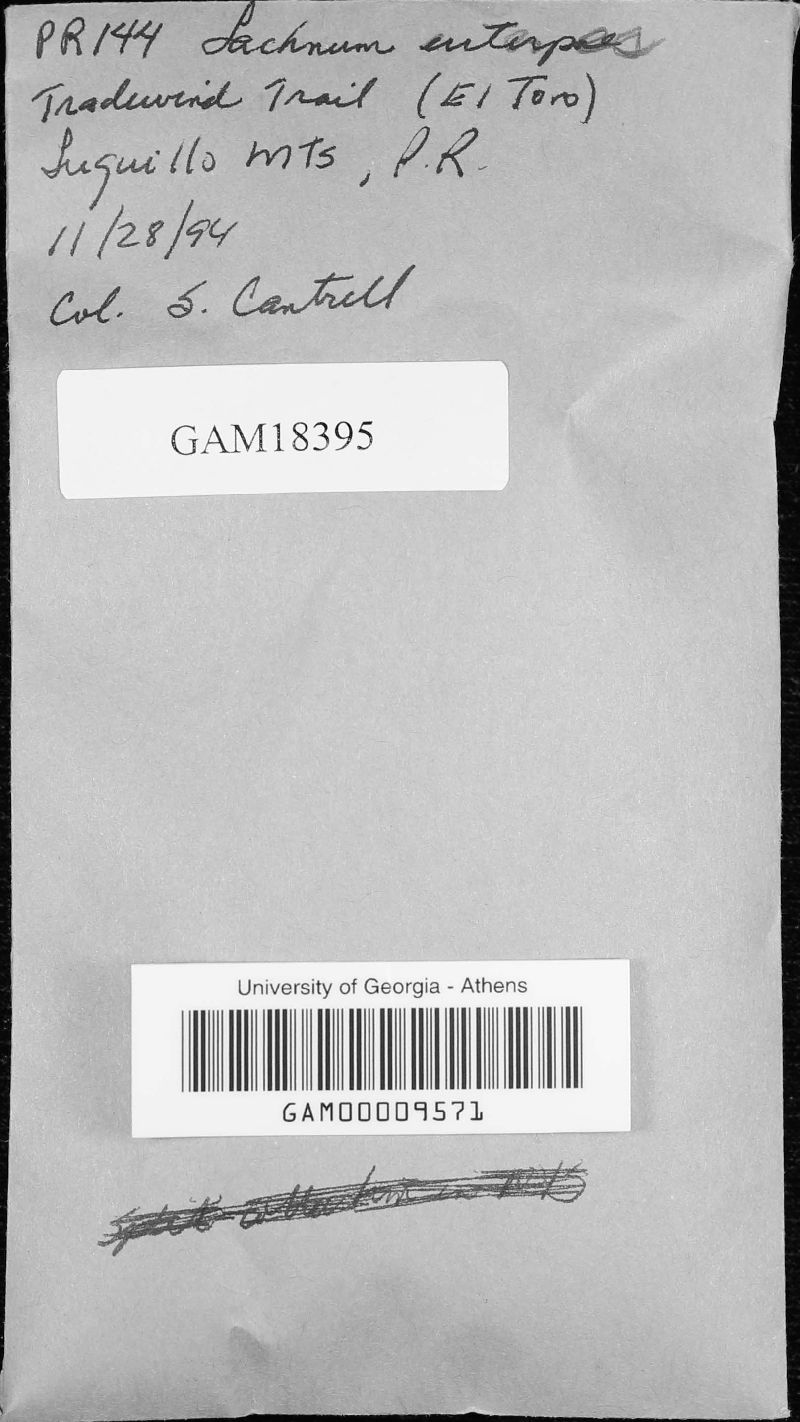 PR144 Lachnum euterpes
Tradewind Trail (El Toro)
Luquillo Mts, P.R.
11/28/94
Col. S. Cantrell
GAM18395
University of Georgia - Athens
GAM00009571